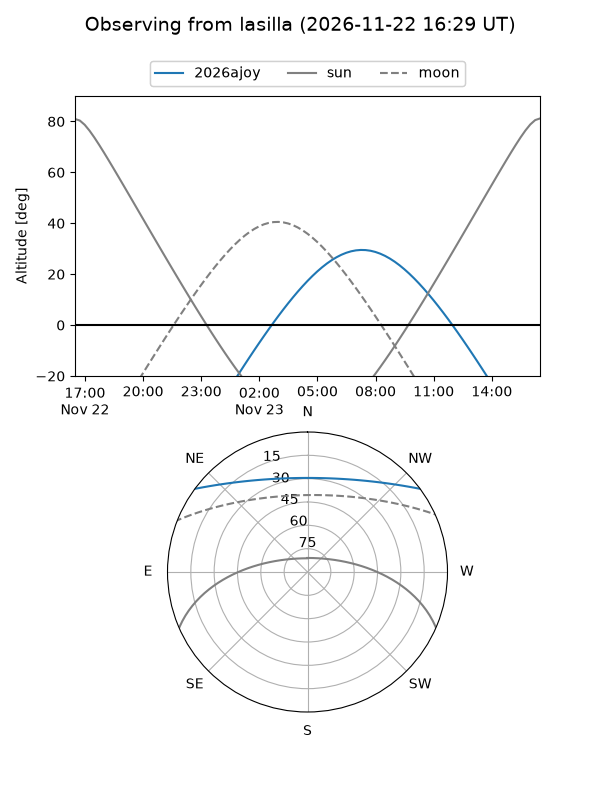 Observing from lasilla (2026-11-22 16:29 UT)
2026ajoy sun moon
Altitude [deg]
80
60
40
20
0
−20
17:00 20:00 23:00 02:00 05:00 08:00 11:00 14:00
Nov 22 Nov 23
N
NE NW
15
30
45
60
75
E W
SE SW
S